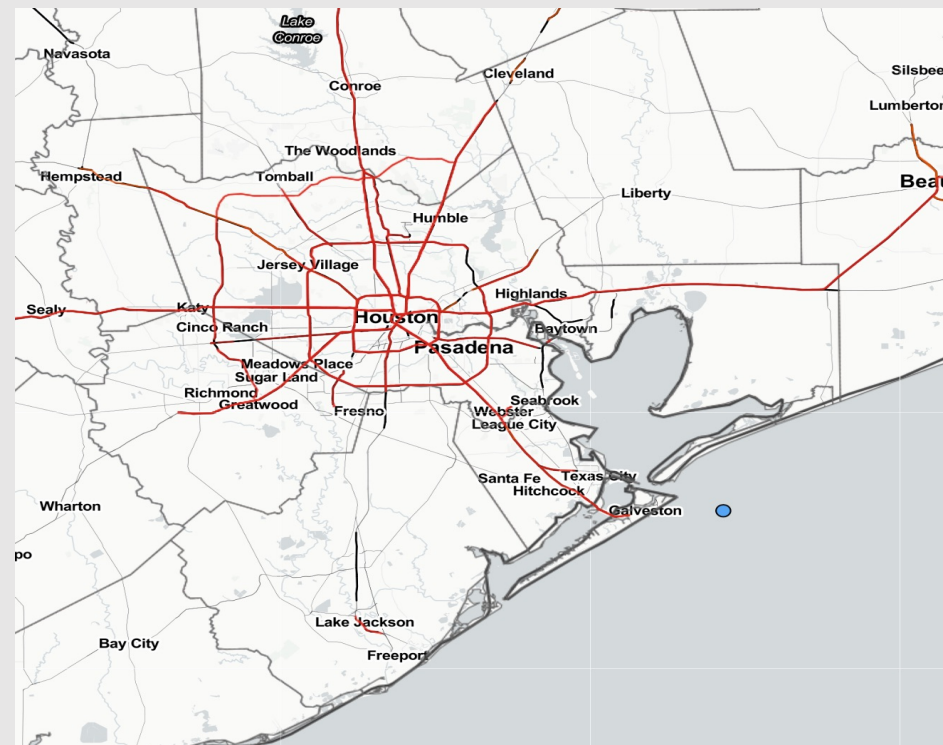 Lake
Conroe
Navasota
Silsbee
Cleveland
Conroe
Lumberton
The Woodlands
Hempstead
Tomball
Beau
Liberty
Humble
Jersey Village
Highlands
Sealy
Katy
Houston
Cinco Ranch
Baytown
Pasadena
Meadows Place
Sugar Land
Richmond
Greatwood
Seabrook
Fresno
Webster
League City
Santa Fe
Texas City
Hitchcock
Wharton
Galveston
po
Lake Jackson
Bay City
Freeport